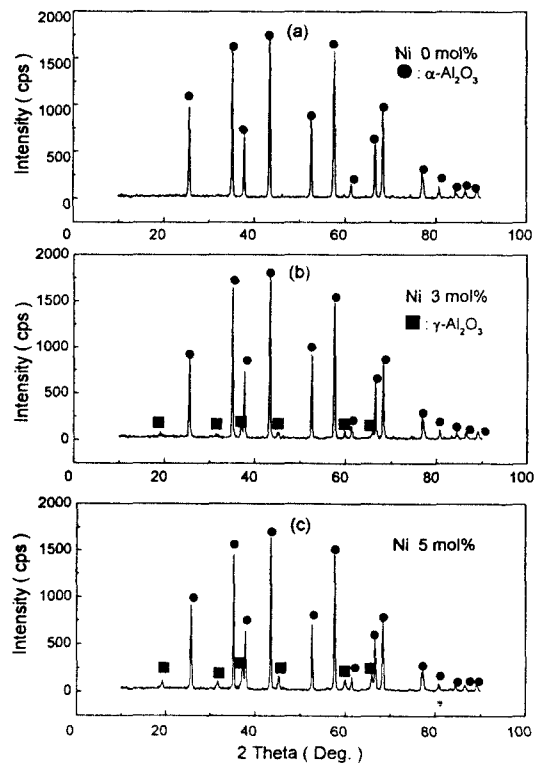 2000
(a)
Ni 0 mol%
● : α-Al₂O₃
1500
1000
500
0
Intensity ( cps )
20 40 60 80 100
2000
(b)
Ni 3 mol%
■ : γ-Al₂O₃
1500
1000
500
0
Intensity ( cps )
0 20 40 60 80 100
2000
(c)
Ni 5 mol%
1500
1000
500
0
Intensity ( cps )
0 20 40 60 80 100
2 Theta ( Deg. )